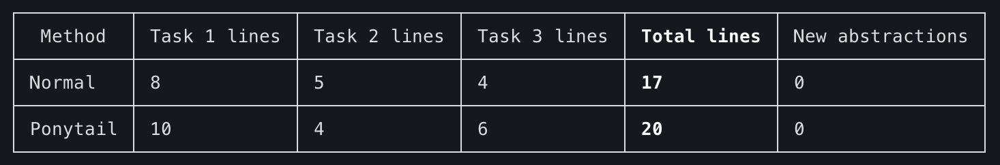 Method Task 1 lines Task 2 lines Task 3 lines Total lines New abstractions
Normal 8 5 4 17 0
Ponytail 10 4 6 20 0